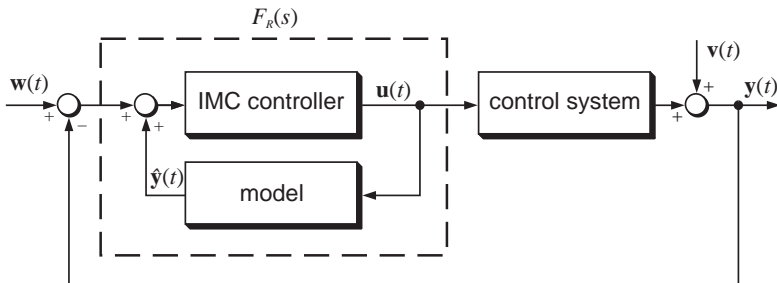 F_R(s)
v(t)
w(t)
IMC controller
u(t)
control system
y(t)
+
−
+
+
+
+
ŷ(t)
model